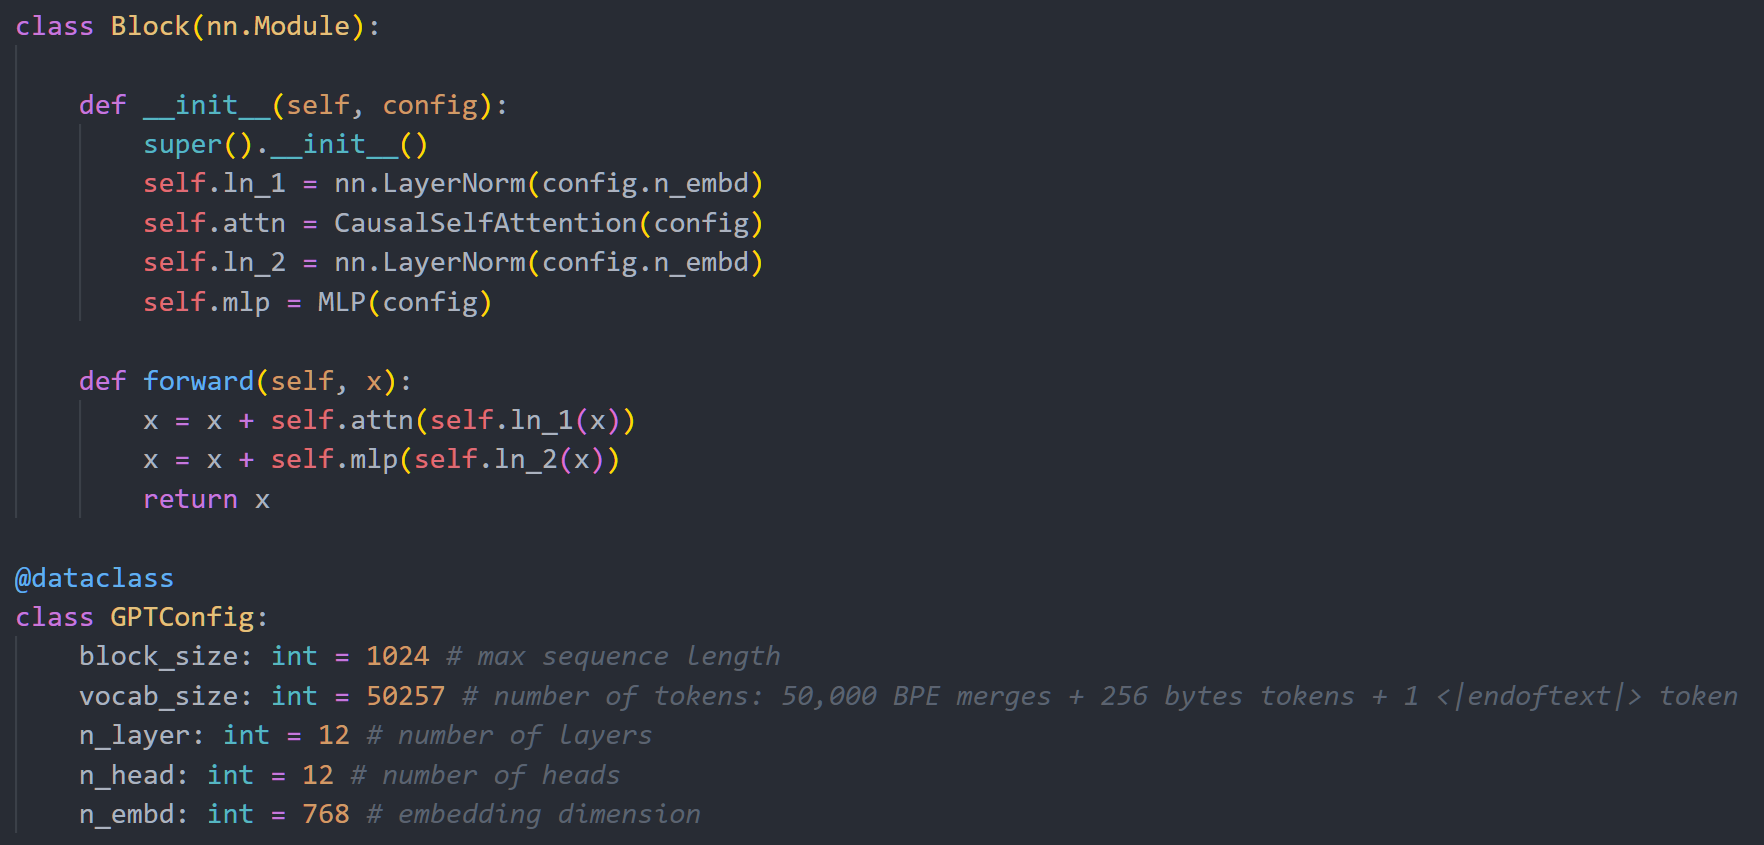 class Block(nn.Module):
def __init__(self, config):
super().__init__()
self.ln_1 = nn.LayerNorm(config.n_embd)
self.attn = CausalSelfAttention(config)
self.ln_2 = nn.LayerNorm(config.n_embd)
self.mlp = MLP(config)
def forward(self, x):
x = x + self.attn(self.ln_1(x))
x = x + self.mlp(self.ln_2(x))
return x
@dataclass
class GPTConfig:
block_size: int = 1024 # max sequence length
vocab_size: int = 50257 # number of tokens: 50,000 BPE merges + 256 bytes tokens + 1 <|endoftext|> token
n_layer: int = 12 # number of layers
n_head: int = 12 # number of heads
n_embd: int = 768 # embedding dimension